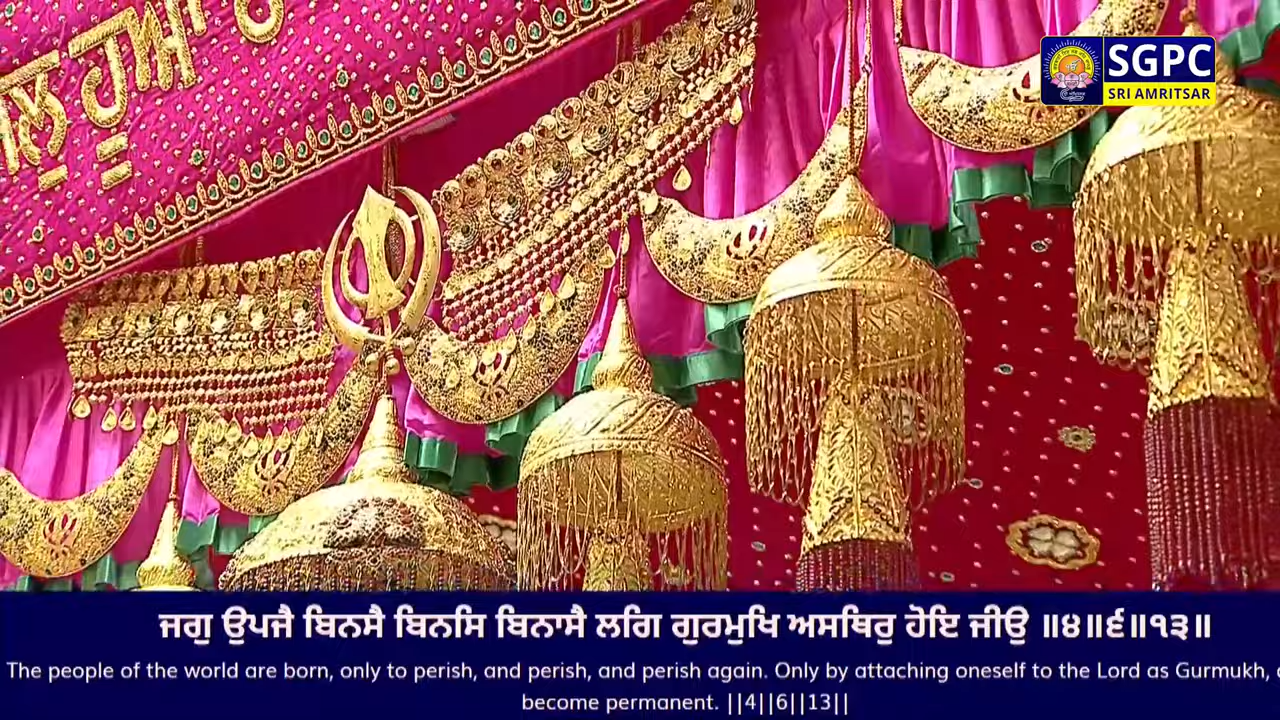 ਹੂਆ
SGPC
SRI AMRITSAR
ਜਗੁ ਉਪਜੈ ਬਿਨਸੈ ਬਿਨਸਿ ਬਿਨਾਸੈ ਲਗਿ ਗੁਰਮੁਖਿ ਅਸਥਿਰੁ ਹੋਇ ਜੀਉ ॥੪॥੬॥੧੩॥
The people of the world are born, only to perish, and perish, and perish again. Only by attaching oneself to the Lord as Gurmukh,
become permanent. ||4||6||13||